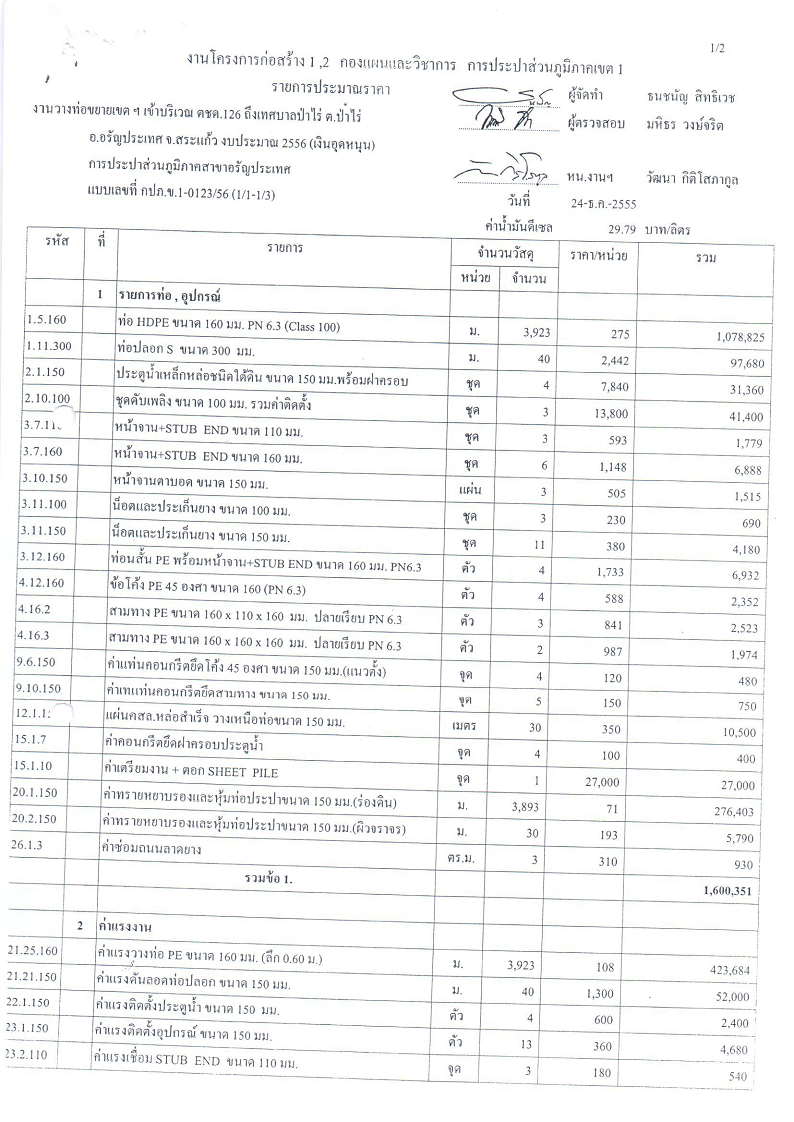 1/2
งานโครงการก่อสร้าง 1 ,2 กองแผนและวิชาการ การประปาส่วนภูมิภาคเขต 1
รายการประมาณราคา
ผู้จัดทำ ธนชนัญ สิทธิเวช
งานวางท่อขยายเขต ฯ เข้าบริเวณ ตชด.126 ถึงเทศบาลป่าไร่ ต.ป่าไร่
ผู้ตรวจสอบ มหิธร วงษ์จริต
อ.อรัญประเทศ จ.สระแก้ว งบประมาณ 2556 (เงินอุดหนุน)
การประปาส่วนภูมิภาคสาขาอรัญประเทศ
หน.งานฯ วัฒนา กิติโสภากูล
แบบเลขที่ กปภ.ข.1-0123/56 (1/1-1/3)
วันที่ 24-ธ.ค.-2555
ค่าน้ำมันดีเซล 29.79 บาท/ลิตร
รหัส ที่ รายการ จำนวนวัสดุ ราคา/หน่วย รวม
หน่วย จำนวน
1 รายการท่อ , อุปกรณ์
1.5.160 ท่อ HDPE ขนาด 160 มม. PN 6.3 (Class 100) ม. 3,923 275 1,078,825
1.11.300 ท่อปลอก S ขนาด 300 มม. ม. 40 2,442 97,680
2.1.150 ประตูน้ำเหล็กหล่อชนิดใต้ดิน ขนาด 150 มม.พร้อมฝาครอบ ชุด 4 7,840 31,360
2.10.100 ชุดดับเพลิง ขนาด 100 มม. รวมค่าติดตั้ง ชุด 3 13,800 41,400
หน้าจาน+STUB END ขนาด 110 มม. ชุด 3 593 1,779
3.7.160 หน้าจาน+STUB END ขนาด 160 มม. ชุด 6 1,148 6,888
3.10.150 หน้าจานตาบอด ขนาด 150 มม. แผ่น 3 505 1,515
3.11.100 น็อตและประเก็นยาง ขนาด 100 มม. ชุด 3 230 690
3.11.150 น็อตและประเก็นยาง ขนาด 150 มม. ชุด 11 380 4,180
3.12.160 ท่อนสั้น PE พร้อมหน้าจาน+STUB END ขนาด 160 มม. PN6.3 ตัว 4 1,733 6,932
4.12.160 ข้อโค้ง PE 45 องศา ขนาด 160 (PN 6.3) ตัว 4 588 2,352
4.16.2 สามทาง PE ขนาด 160 x 110 x 160 มม. ปลายเรียบ PN 6.3 ตัว 3 841 2,523
4.16.3 สามทาง PE ขนาด 160 x 160 x 160 มม. ปลายเรียบ PN 6.3 ตัว 2 987 1,974
9.6.150 ค่าแท่นคอนกรีตยึดโค้ง 45 องศา ขนาด 150 มม.(แนวตั้ง) จุด 4 120 480
9.10.150 ค่าเทแท่นคอนกรีตยึดสามทาง ขนาด 150 มม. จุด 5 150 750
แผ่นคสล.หล่อสำเร็จ วางเหนือท่อขนาด 150 มม. เมตร 30 350 10,500
15.1.7 ค่าคอนกรีตยึดฝาครอบประตูน้ำ จุด 4 100 400
15.1.10 ค่าเตรียมงาน + ตอก SHEET PILE จุด 1 27,000 27,000
20.1.150 ค่าทรายหยาบรองและหุ้มท่อประปาขนาด 150 มม.(ร่องดิน) ม. 3,893 71 276,403
20.2.150 ค่าทรายหยาบรองและหุ้มท่อประปาขนาด 150 มม.(ผิวจราจร) ม. 30 193 5,790
26.1.3 ค่าซ่อมถนนลาดยาง ตร.ม. 3 310 930
รวมข้อ 1. 1,600,351
2 ค่าแรงงาน
21.25.160 ค่าแรงวางท่อ PE ขนาด 160 มม. (ลึก 0.60 ม.) ม. 3,923 108 423,684
21.21.150 ค่าแรงดันลอดท่อปลอก ขนาด 150 มม. ม. 40 1,300 52,000
22.1.150 ค่าแรงติดตั้งประตูน้ำ ขนาด 150 มม. ตัว 4 600 2,400
23.1.150 ค่าแรงติดตั้งอุปกรณ์ ขนาด 150 มม. ตัว 13 360 4,680
23.2.110 ค่าแรงเชื่อม STUB END ขนาด 110 มม. จุด 3 180 540